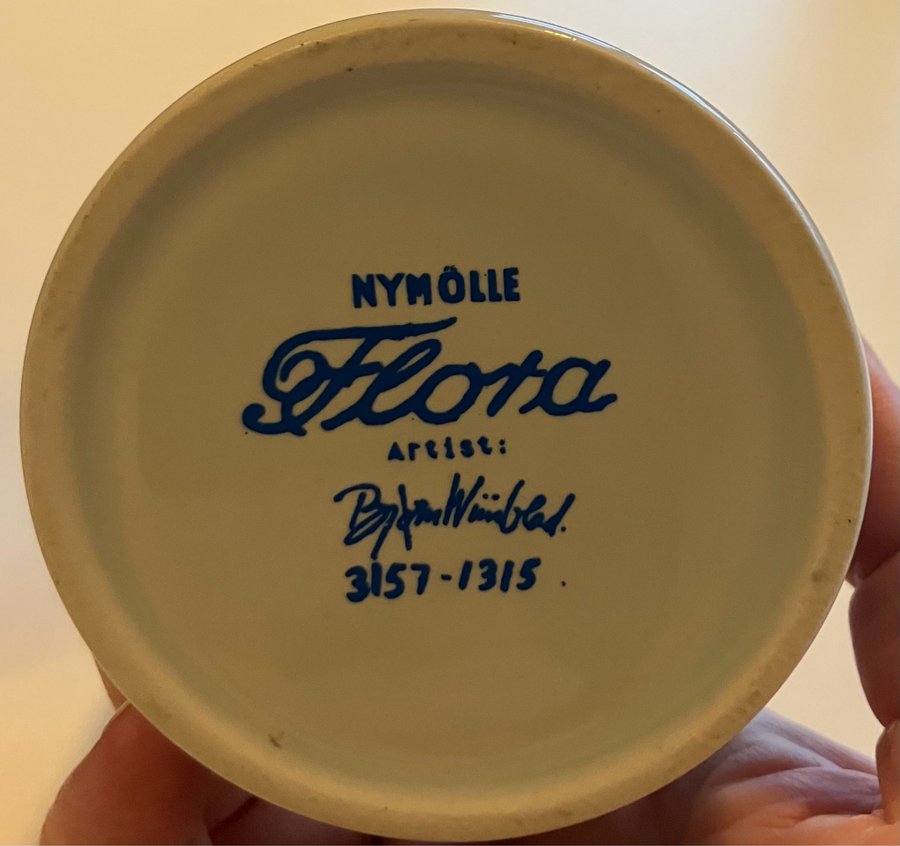 NYMÖLLE
Flora
Artist:
Bjørn Wiinblad.
3157-1315.